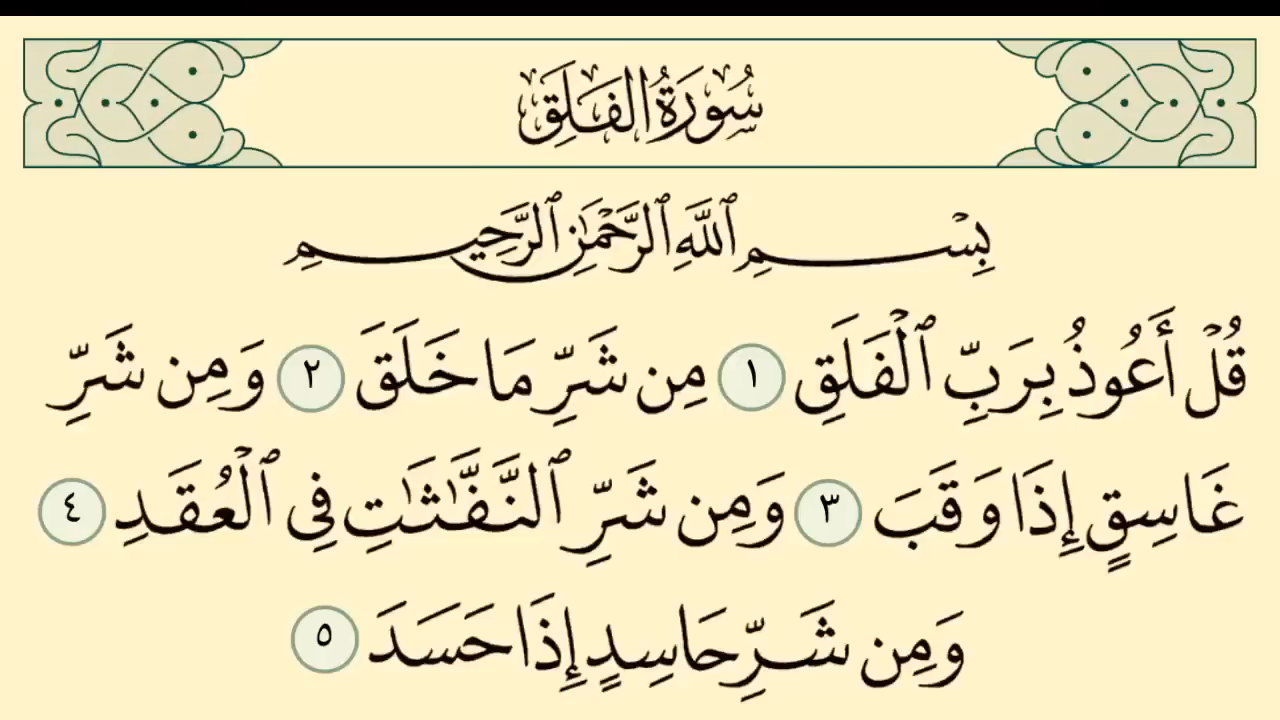 سُورَةُ الفَلَقِ
بِسْمِ ٱللَّهِ ٱلرَّحْمَٰنِ ٱلرَّحِيمِ
قُلْ أَعُوذُ بِرَبِّ ٱلْفَلَقِ ١ مِن شَرِّ مَا خَلَقَ ٢ وَمِن شَرِّ
غَاسِقٍ إِذَا وَقَبَ ٣ وَمِن شَرِّ ٱلنَّفَّٰثَٰتِ فِى ٱلْعُقَدِ ٤
وَمِن شَرِّ حَاسِدٍ إِذَا حَسَدَ ٥